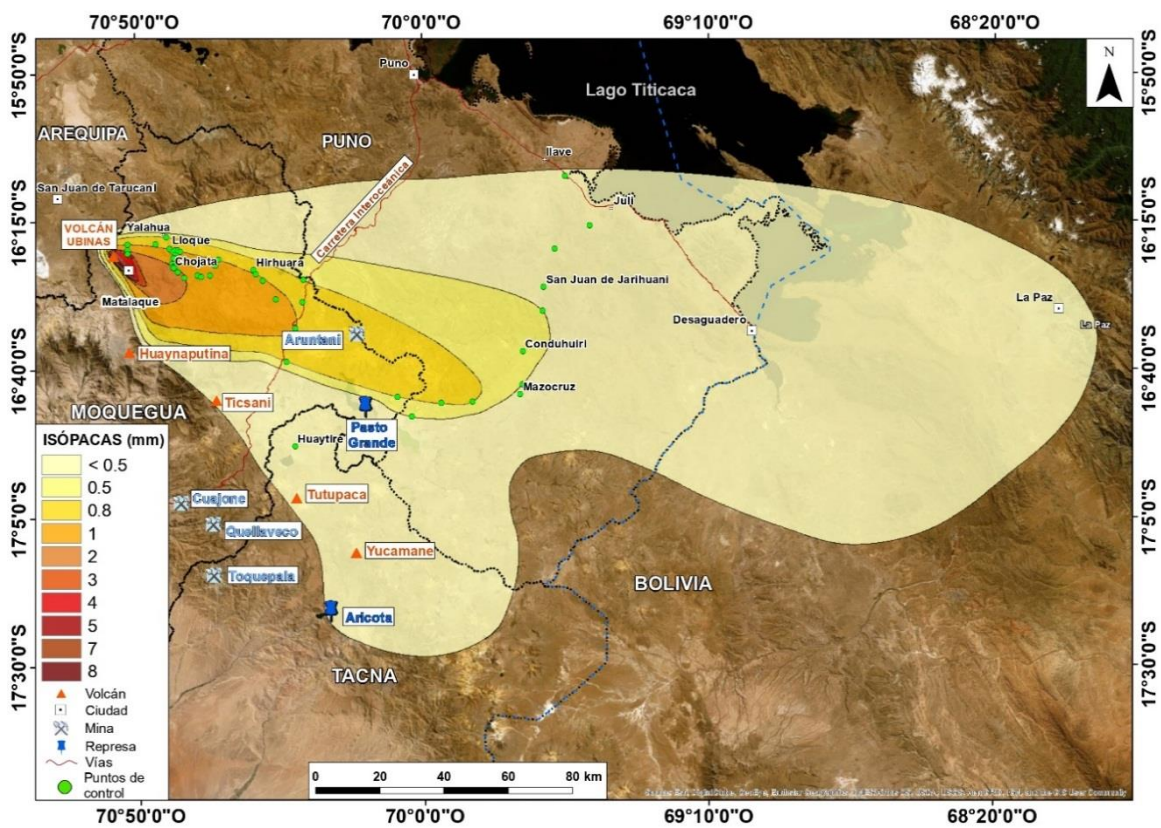 70°50'0"O
70°00'0"O
69°10'0"O
68°20'0"O
15°50'0"S
16°15'0"S
16°40'0"S
17°5'0"S
17°30'0"S
15°50'0"S
16°15'0"S
16°40'0"S
17°5'0"S
17°30'0"S
N
Puno
Lago Titicaca
AREQUIPA
PUNO
Ilave
San Juan de Tarucani
Carretera Interoceánica
Juli
VOLCÁN
UBINAS
Yalahua
Lloque
Chojata
Hirhuará
San Juan de Jarihuani
Matalaque
La Paz
La Paz
Desaguadero
Aruntani
Conduhuiri
Huaynaputina
Mazocruz
Ticsani
MOQUEGUA
Pasto
Grande
Huaytire
Tutupaca
Cuajone
Quellaveco
Yucamane
Toquepala
BOLIVIA
Aricota
TACNA
ISÓPACAS (mm)
< 0.5
0.5
0.8
1
2
3
4
5
7
8
Volcán
Ciudad
Mina
Represa
Vías
Puntos de
control
0 20 40 60 80 km
70°50'0"O
70°00'0"O
69°10'0"O
68°20'0"O